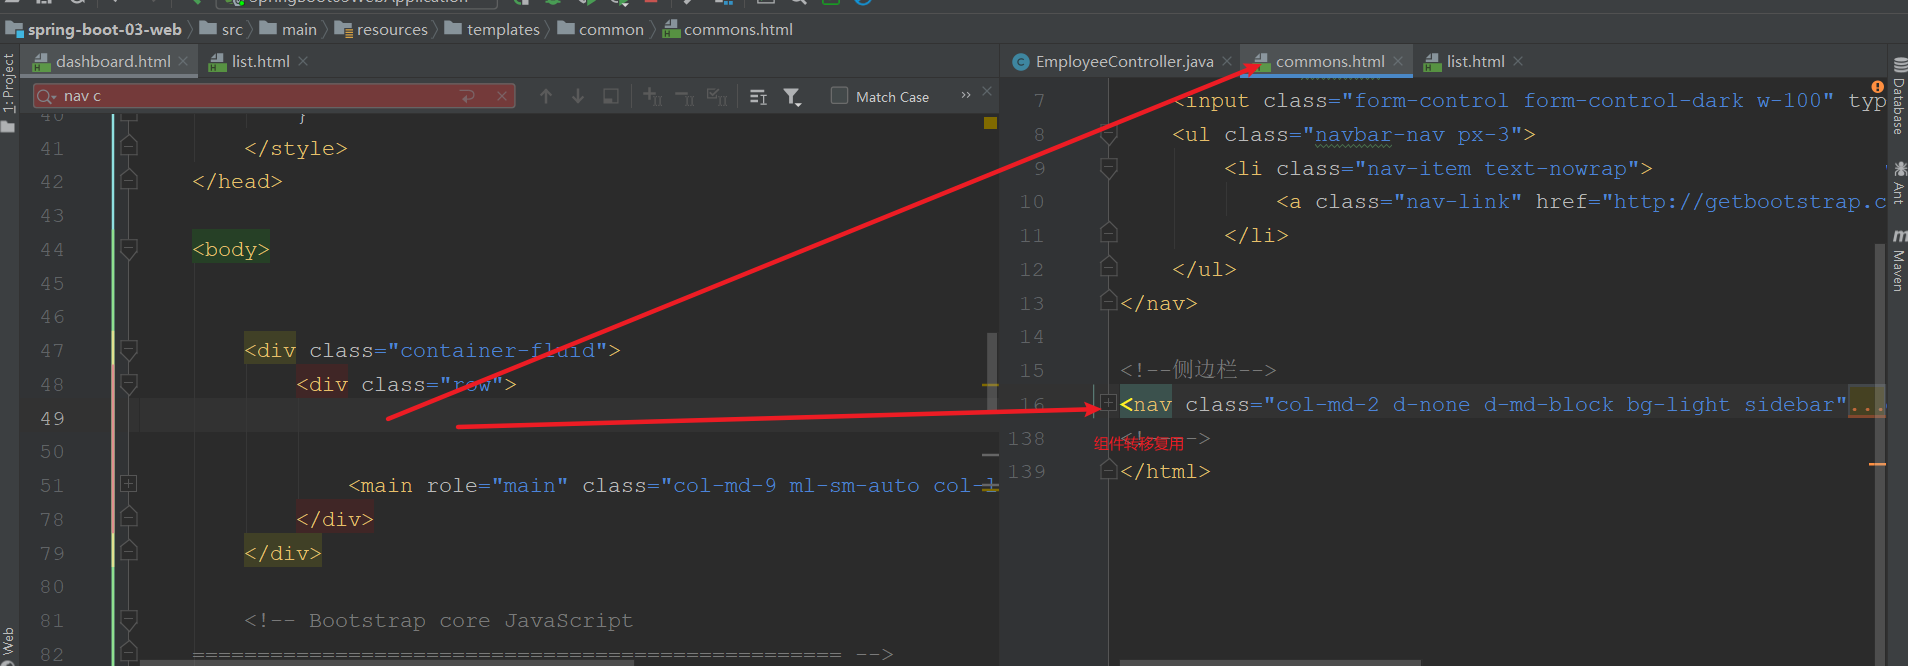 spring-boot-03-web src main resources templates common commons.html
1: Project
dashboard.html list.html
nav c
Match Case
40 }
41 </style>
42 </head>
43
44 <body>
45
46
47 <div class="container-fluid">
48 <div class="row">
49
50
51 <main role="main" class="col-md-9 ml-sm-auto col-l
78 </div>
79 </div>
80
81 <!-- Bootstrap core JavaScript
82 ================================================== -->
Web
EmployeeController.java commons.html list.html
7 <input class="form-control form-control-dark w-100" typ
8 <ul class="navbar-nav px-3">
9 <li class="nav-item text-nowrap">
10 <a class="nav-link" href="http://getbootstrap.c
11 </li>
12 </ul>
13 </nav>
14
15 <!--侧边栏-->
16 <nav class="col-md-2 d-none d-md-block bg-light sidebar"...
138 <!---->
组件转移复用
139 </html>
Database
Ant
Maven